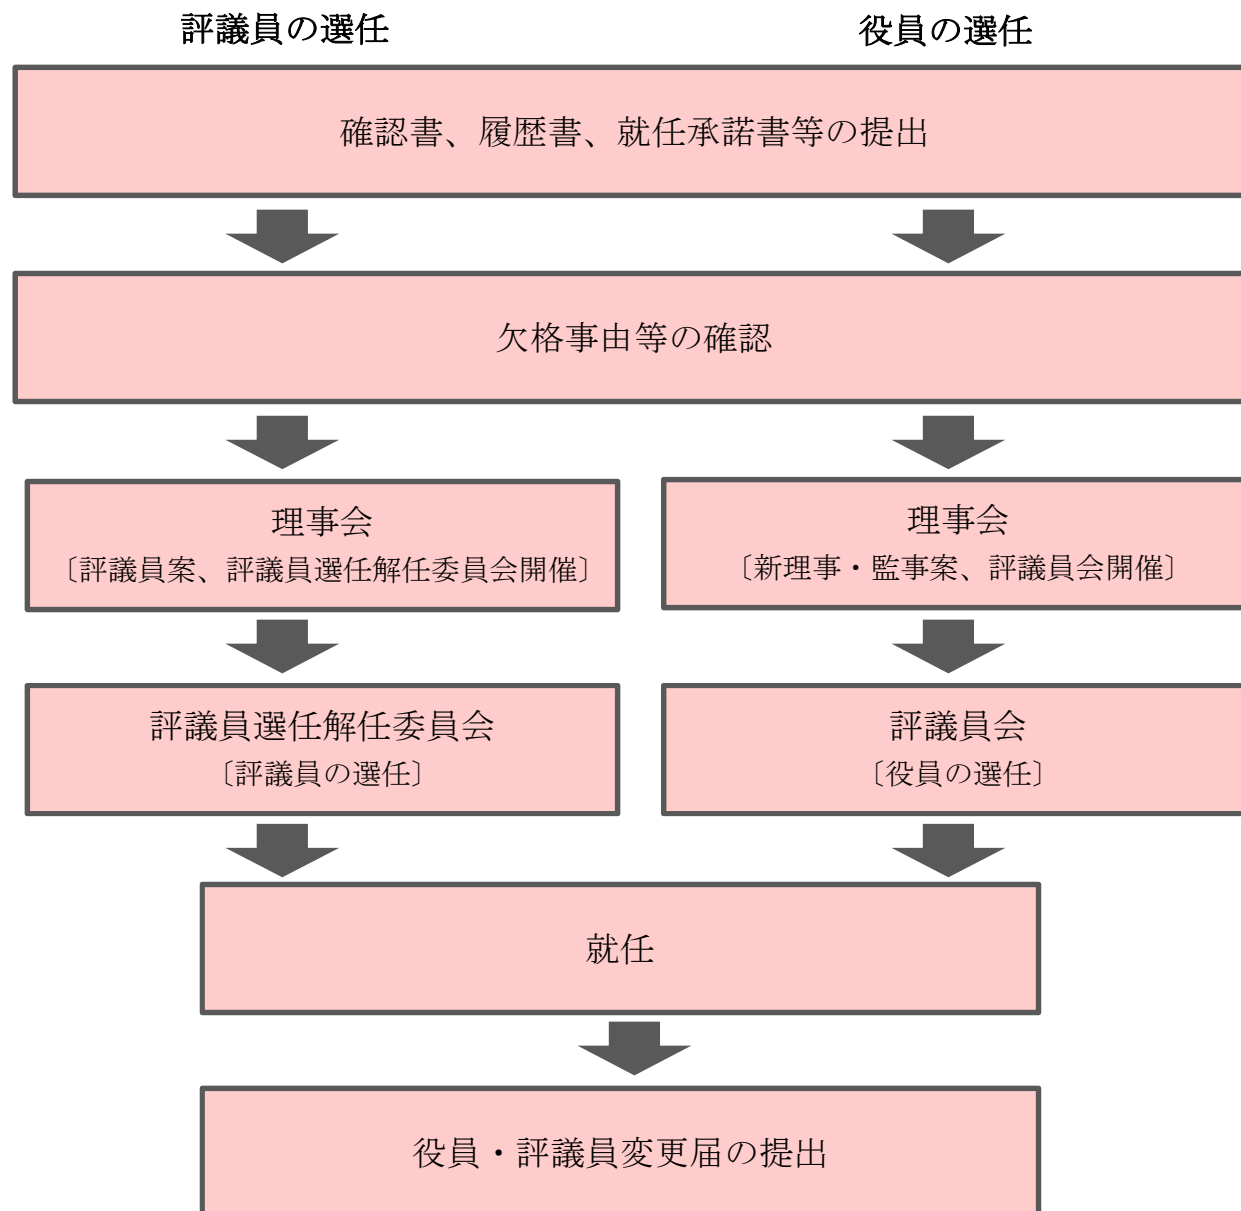 評議員の選任
役員の選任
確認書、履歴書、就任承諾書等の提出
欠格事由等の確認
理事会
〔評議員案、評議員選任解任委員会開催〕
理事会
〔新理事・監事案、評議員会開催〕
評議員選任解任委員会
〔評議員の選任〕
評議員会
〔役員の選任〕
就任
役員・評議員変更届の提出